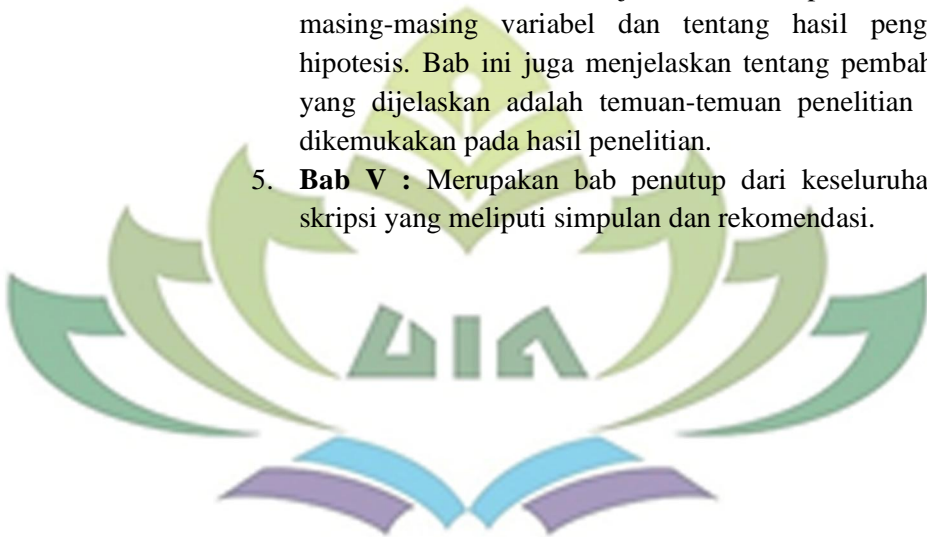 masing-masing variabel dan tentang hasil peng
hipotesis. Bab ini juga menjelaskan tentang pembah
yang dijelaskan adalah temuan-temuan penelitian
dikemukakan pada hasil penelitian.
5. Bab V : Merupakan bab penutup dari keseluruha
skripsi yang meliputi simpulan dan rekomendasi.
UIN